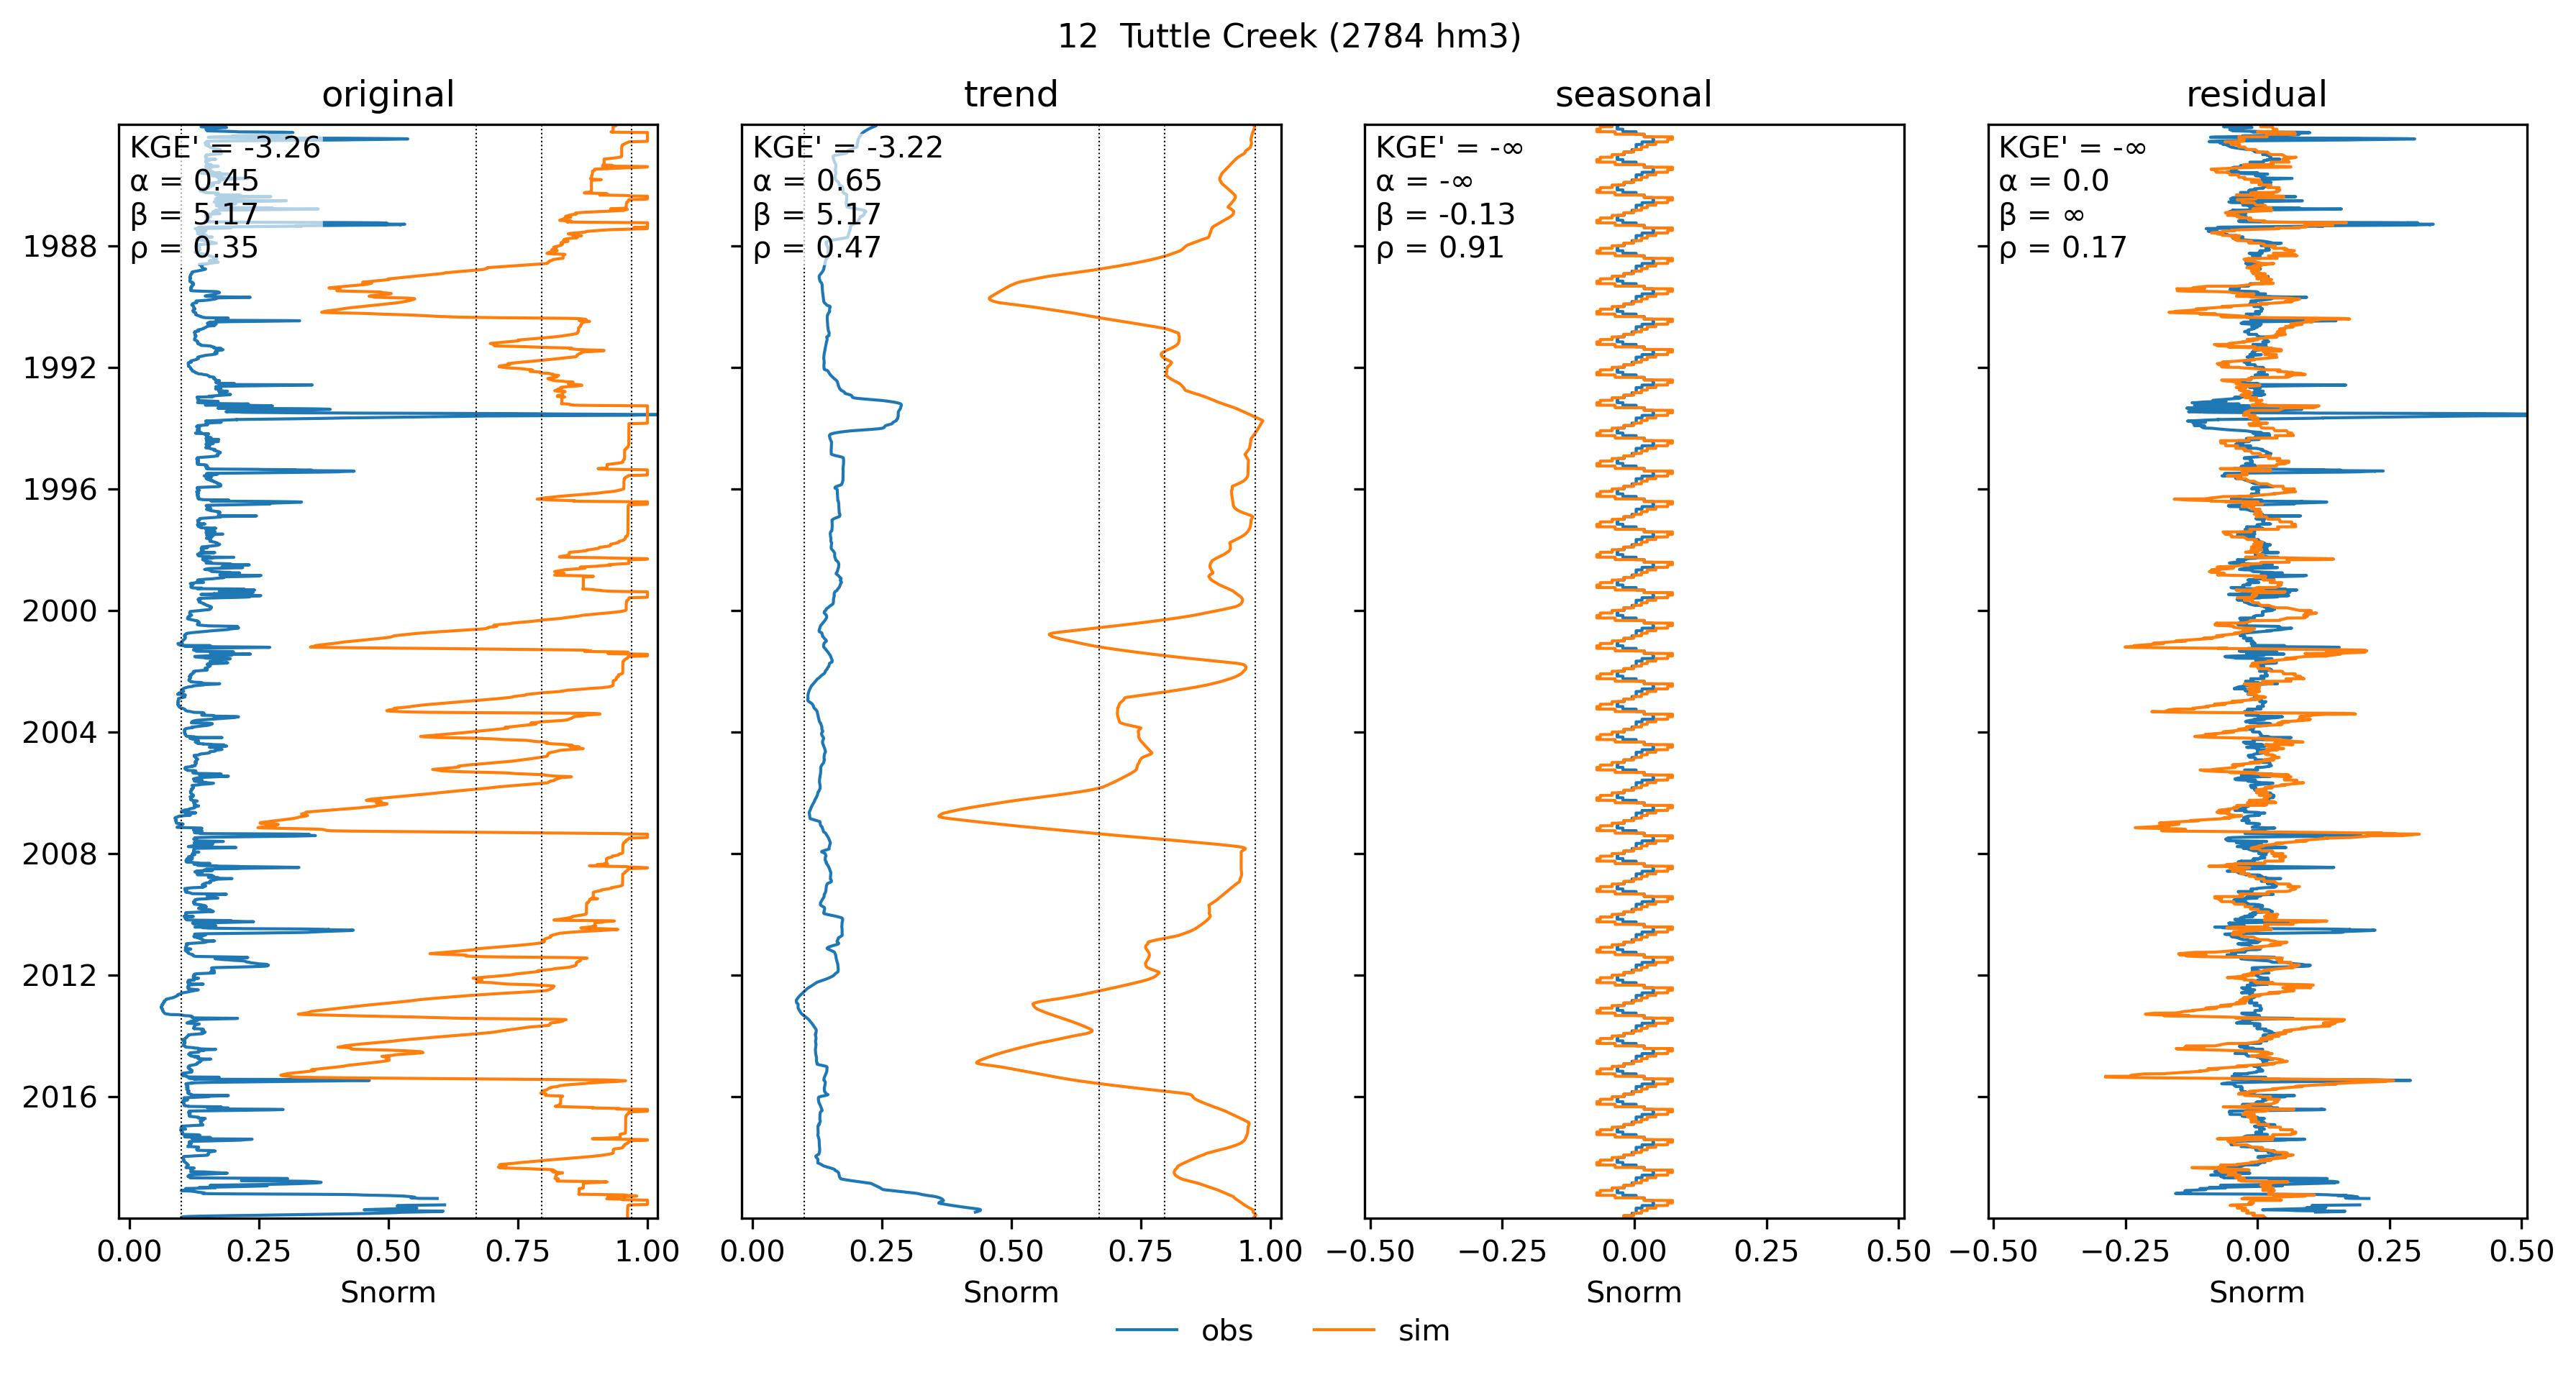 12  Tuttle Creek (2784 hm3)
original
trend
seasonal
residual
KGE' = -3.26
α = 0.45
β = 5.17
ρ = 0.35
KGE' = -3.22
α = 0.65
β = 5.17
ρ = 0.47
KGE' = -∞
α = -∞
β = -0.13
ρ = 0.91
KGE' = -∞
α = 0.0
β = ∞
ρ = 0.17
1988
1992
1996
2000
2004
2008
2012
2016
0.00 0.25 0.50 0.75 1.00
0.00 0.25 0.50 0.75 1.00
−0.50 −0.25 0.00 0.25 0.50
−0.50 −0.25 0.00 0.25 0.50
Snorm
Snorm
Snorm
Snorm
obs
sim